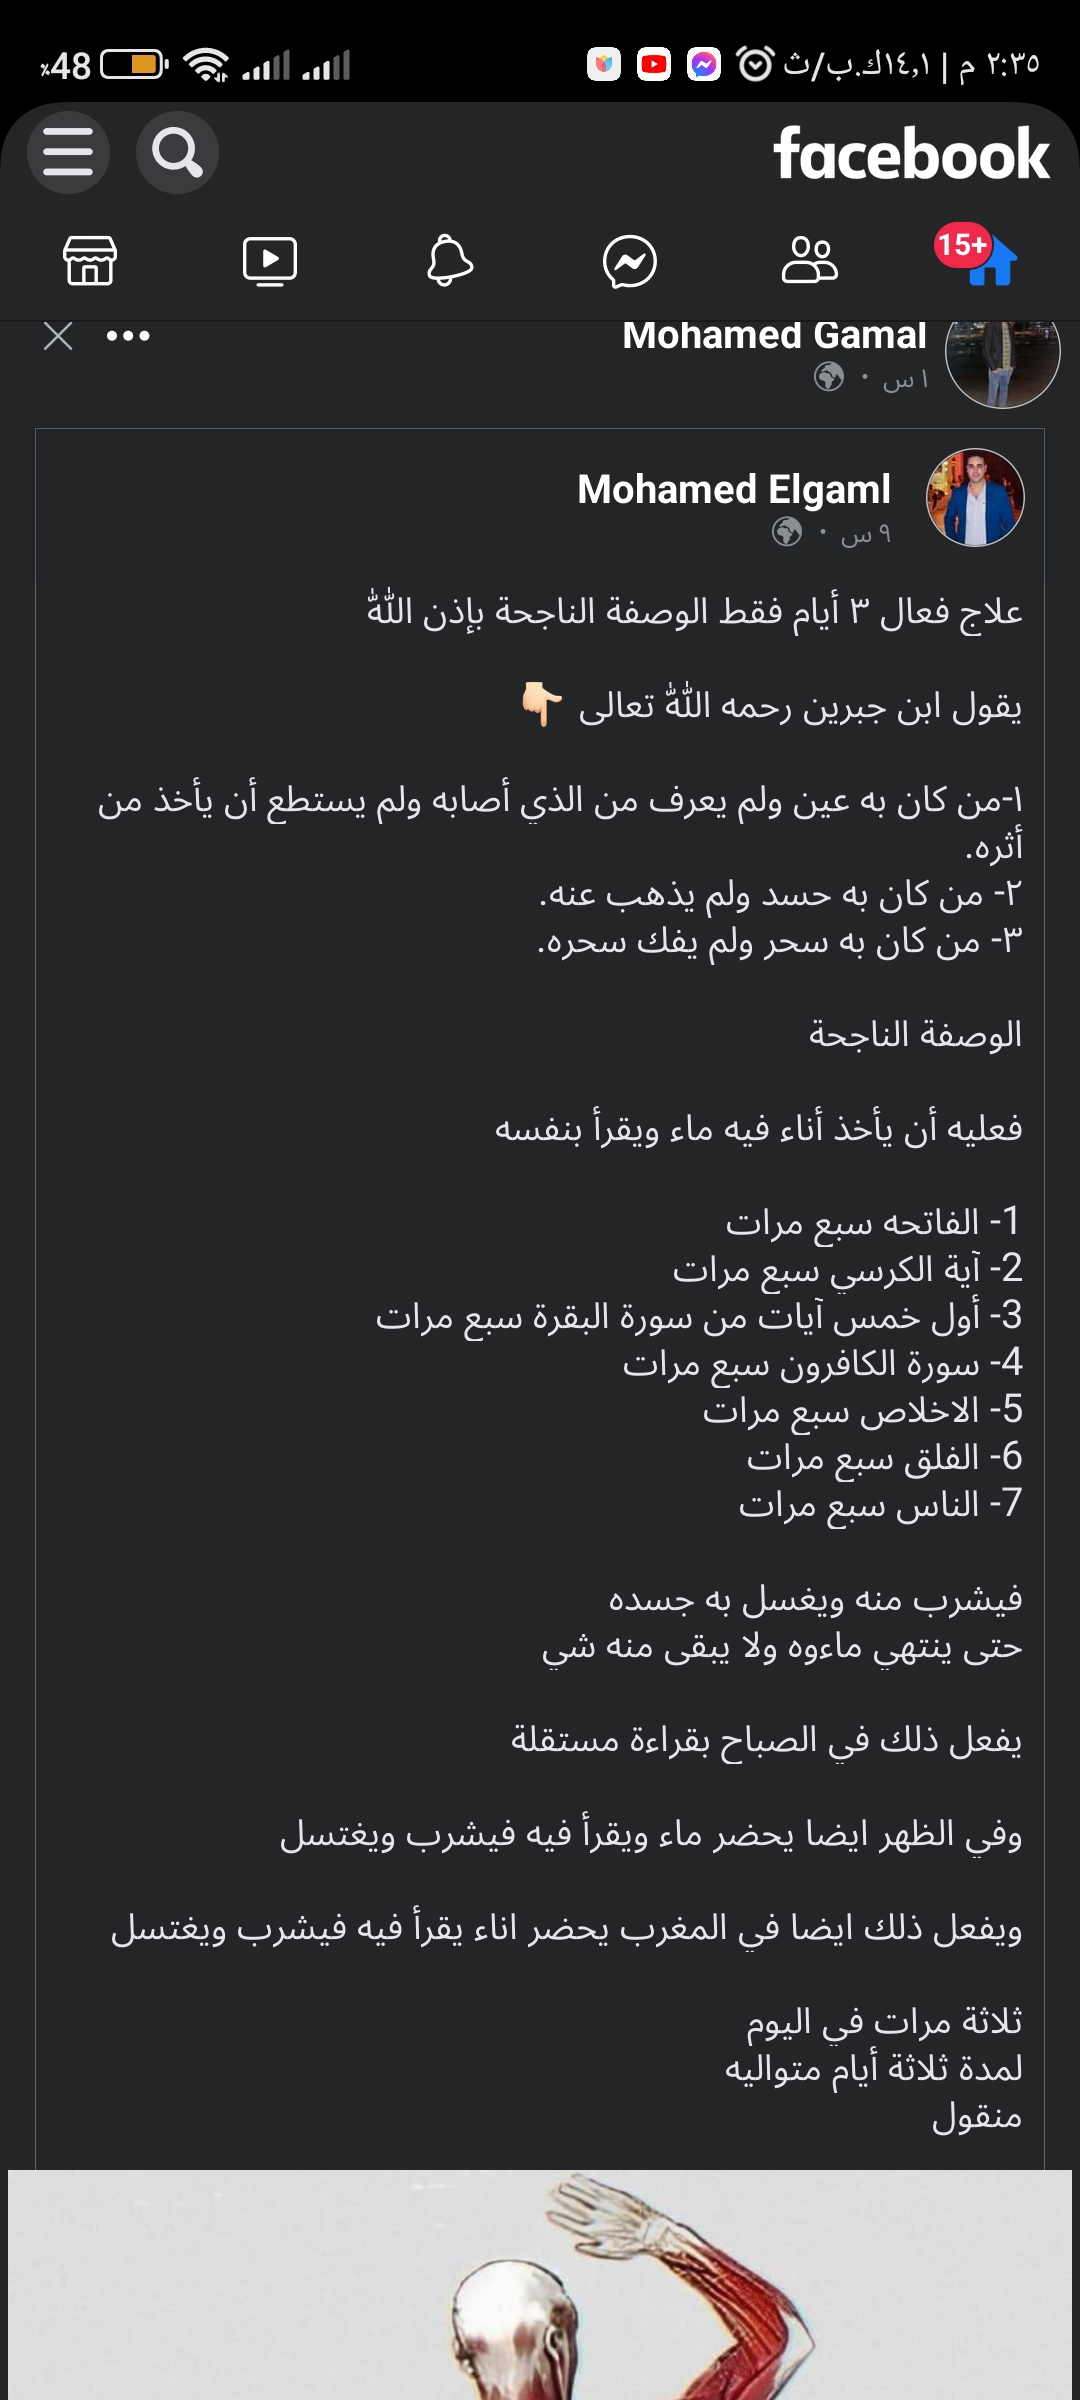 ٢:٣٥ م | ١٤,١ك.ب/ث
٪48
facebook
15+
Mohamed Gamal
١ س
Mohamed Elgaml
٩ س
علاج فعال ٣ أيام فقط الوصفة الناجحة بإذن الله
يقول ابن جبرين رحمه الله تعالى 👇🏻
١-من كان به عين ولم يعرف من الذي أصابه ولم يستطع أن يأخذ من
أثره.
٢- من كان به حسد ولم يذهب عنه.
٣- من كان به سحر ولم يفك سحره.
الوصفة الناجحة
فعليه أن يأخذ أناء فيه ماء ويقرأ بنفسه
1- الفاتحه سبع مرات
2- آية الكرسي سبع مرات
3- أول خمس آيات من سورة البقرة سبع مرات
4- سورة الكافرون سبع مرات
5- الاخلاص سبع مرات
6- الفلق سبع مرات
7- الناس سبع مرات
فيشرب منه ويغسل به جسده
حتى ينتهي ماءوه ولا يبقى منه شي
يفعل ذلك في الصباح بقراءة مستقلة
وفي الظهر ايضا يحضر ماء ويقرأ فيه فيشرب ويغتسل
ويفعل ذلك ايضا في المغرب يحضر اناء يقرأ فيه فيشرب ويغتسل
ثلاثة مرات في اليوم
لمدة ثلاثة أيام متواليه
منقول